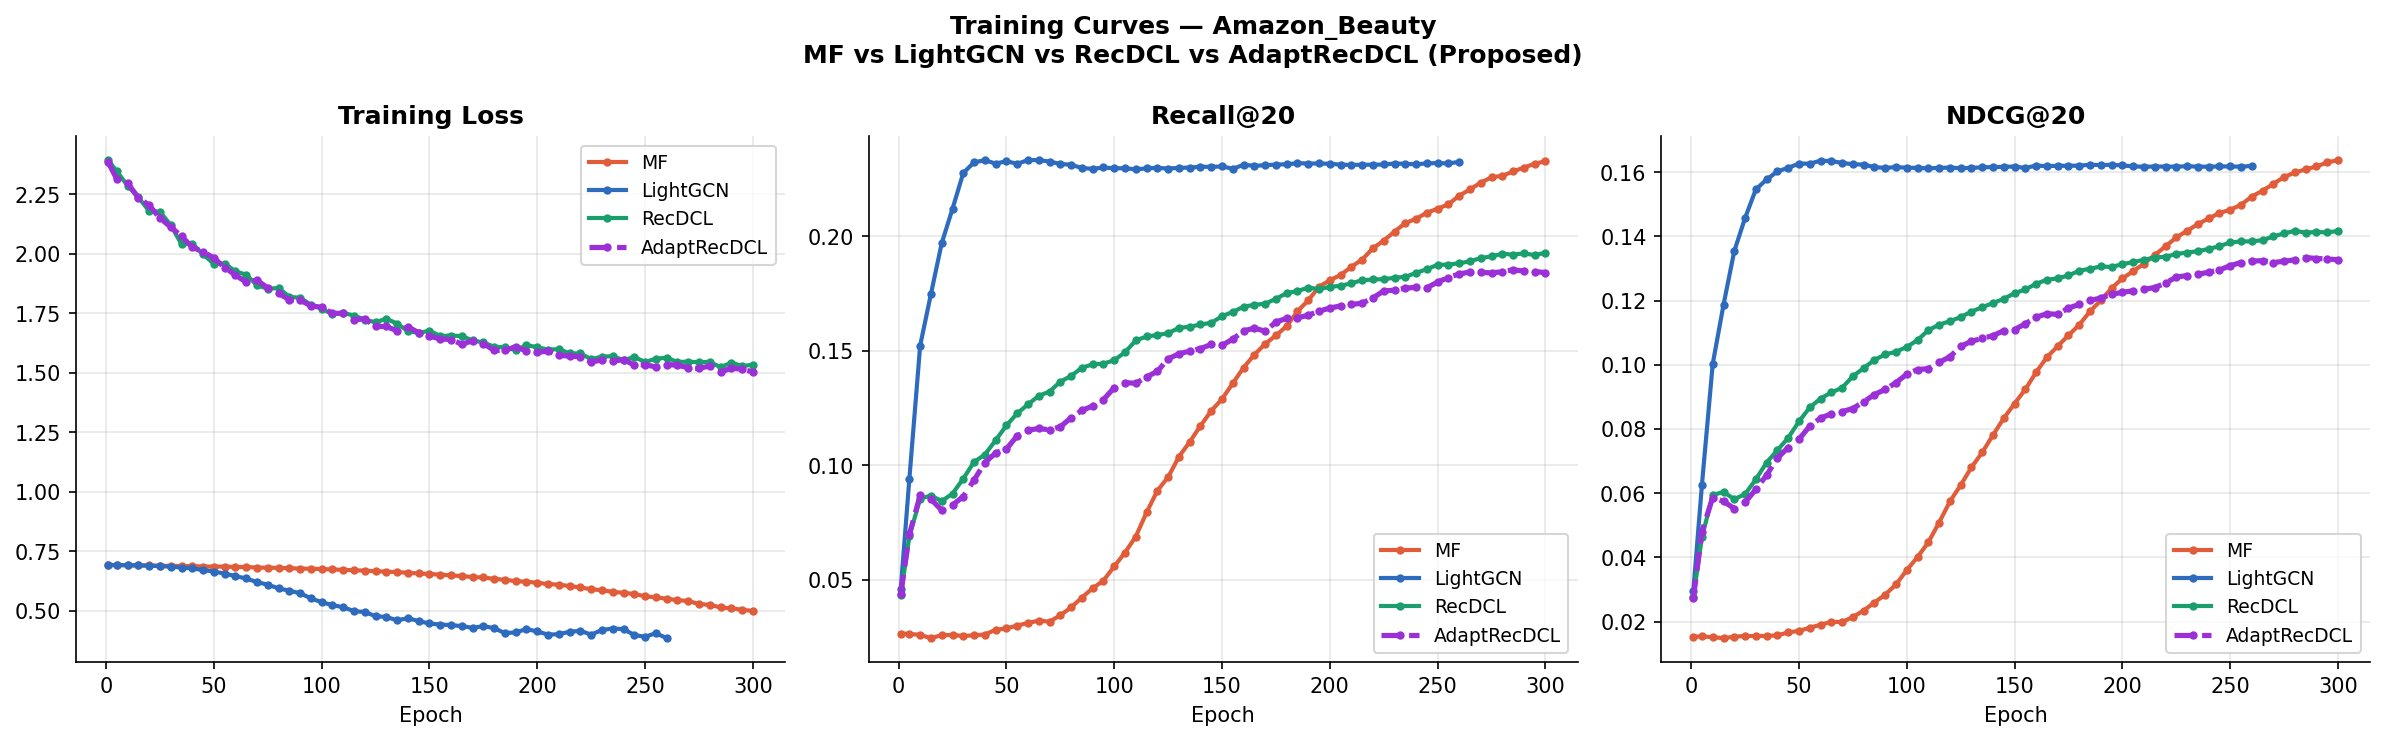 Training Curves — Amazon_Beauty
MF vs LightGCN vs RecDCL vs AdaptRecDCL (Proposed)
Training Loss
MF
LightGCN
RecDCL
AdaptRecDCL
2.25
2.00
1.75
1.50
1.25
1.00
0.75
0.50
0 50 100 150 200 250 300
Epoch
Recall@20
0.20
0.15
0.10
0.05
MF
LightGCN
RecDCL
AdaptRecDCL
0 50 100 150 200 250 300
Epoch
NDCG@20
0.16
0.14
0.12
0.10
0.08
0.06
0.04
0.02
MF
LightGCN
RecDCL
AdaptRecDCL
0 50 100 150 200 250 300
Epoch